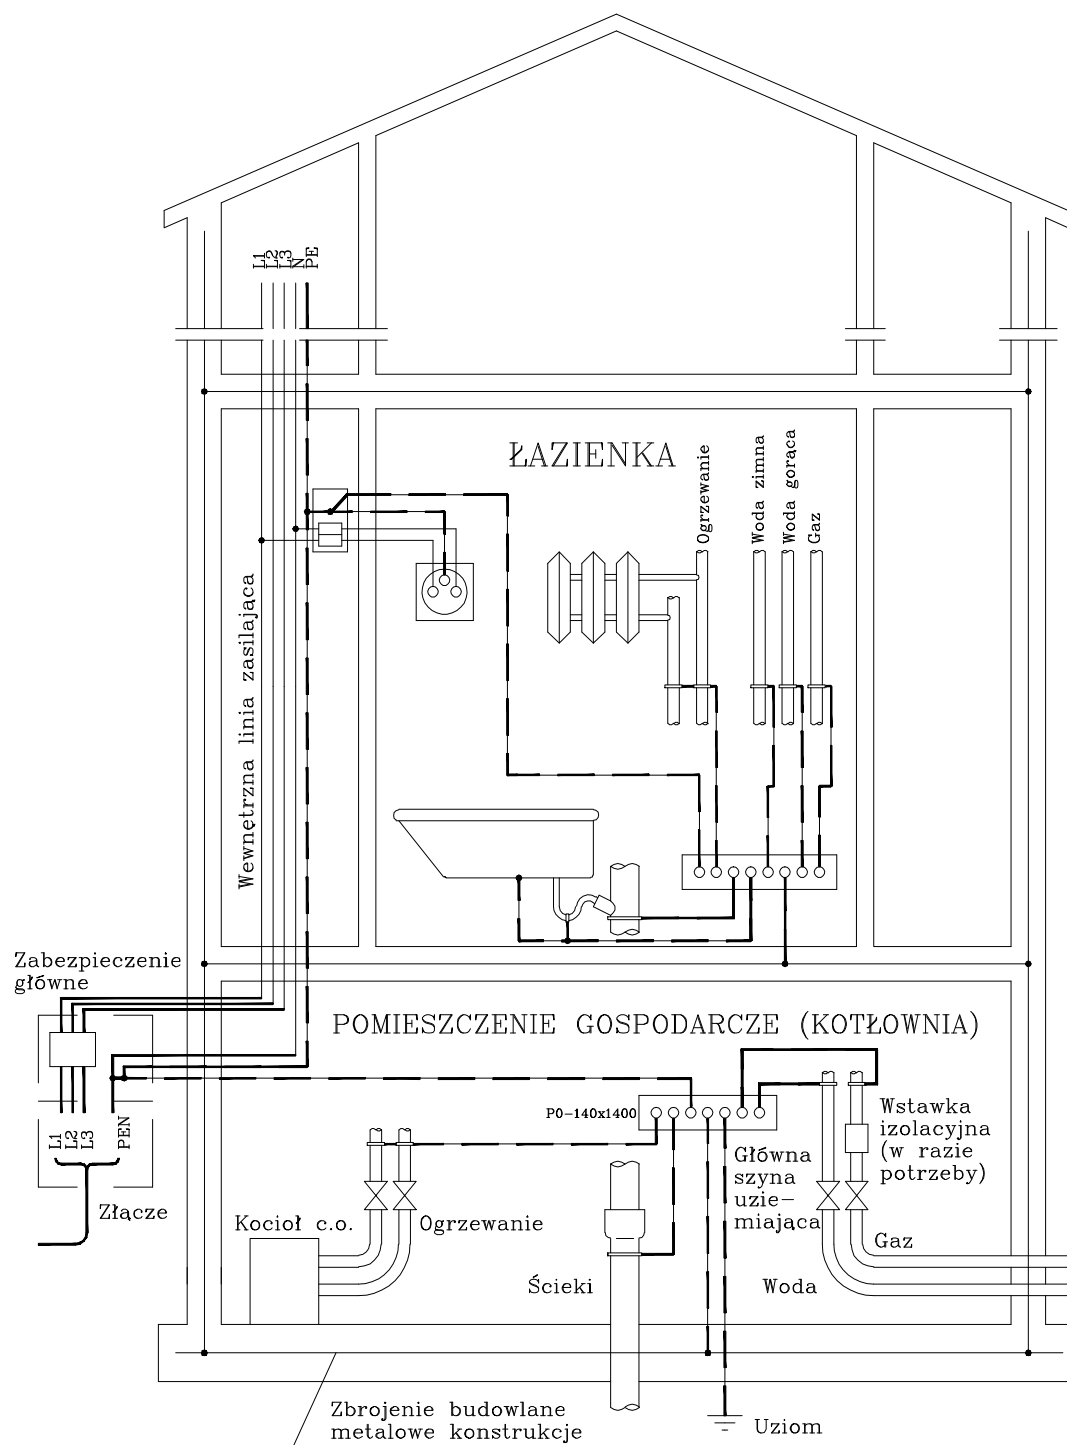 L1
L2
L3
N
PE
ŁAZIENKA
Ogrzewanie
Woda zimna
Woda gorąca
Gaz
Wewnętrzna linia zasilająca
Zabezpieczenie
główne
POMIESZCZENIE GOSPODARCZE (KOTŁOWNIA)
P0-140x1400
Wstawka
izolacyjna
(w razie
potrzeby)
L1
L2
L3
PEN
Główna
szyna
uzie-
miająca
Złącze
Kocioł c.o.
Ogrzewanie
Gaz
Ścieki
Woda
Zbrojenie budowlane
metalowe konstrukcje
Uziom